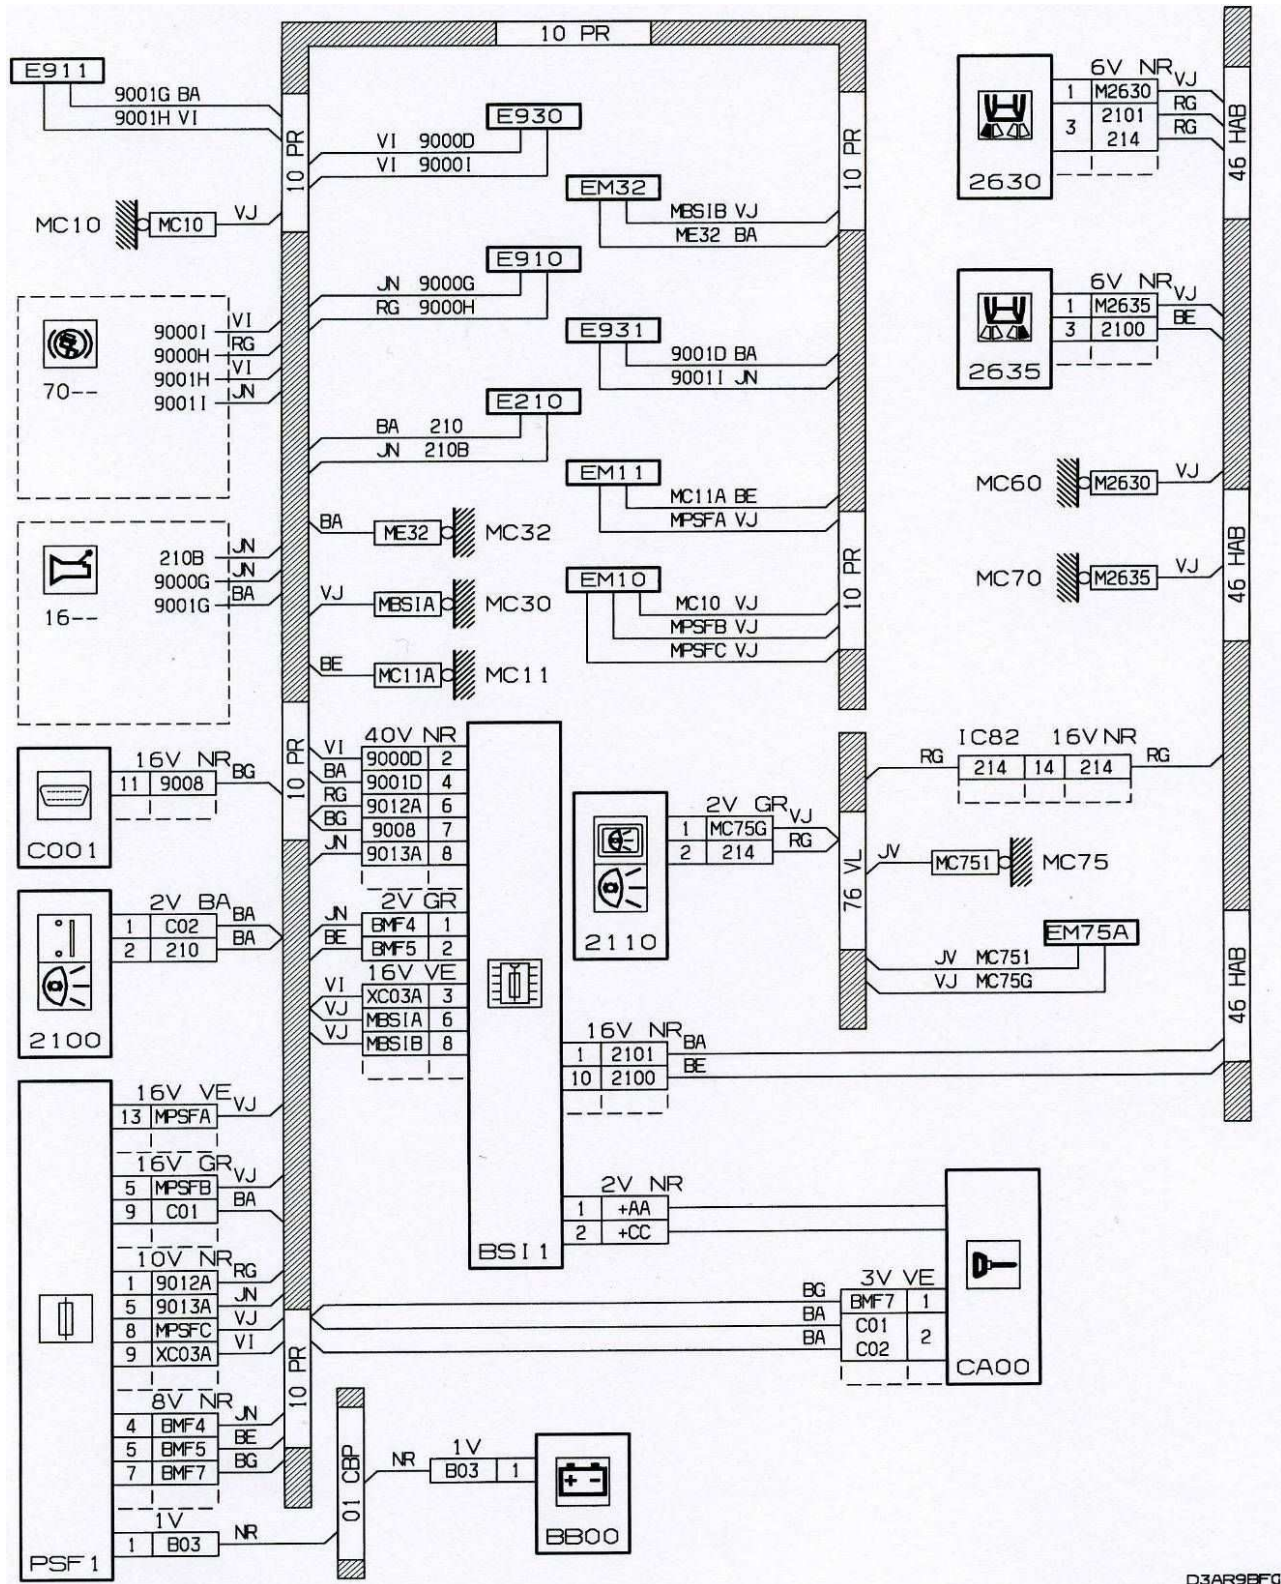 10 PR
E911
9001G BA
9001H VI
10 PR
E930
VI 9000D
VI 9000I
10 PR
EM32
MBSIB VJ
ME32 BA
2630
6V NR
1 M2630 VJ
3 2101 RG
214 RG
46 HAB
MC10 MC10 VJ
E910
JN 9000G
RG 9000H
E931
9001D BA
9001I JN
2635
6V NR
1 M2635 VJ
3 2100 BE
70--
9000I VI
9000H RG
9001H VI
9001I JN
E210
BA 210
JN 210B
EM11
MC11A BE
MPSFA VJ
MC60 M2630 VJ
46 HAB
BA ME32 MC32
16--
210B JN
9000G JN
9001G BA
VJ MBSIA MC30
EM10
MC10 VJ
MPSFB VJ
MPSFC VJ
10 PR
MC70 M2635 VJ
BE MC11A MC11
10 PR
C001
16V NR
11 9008 BG
40V NR
VI 9000D 2
BA 9001D 4
RG 9012A 6
BG 9008 7
JN 9013A 8
2V GR
JN BMF4 1
BE BMF5 2
16V VE
VI XC03A 3
VJ MBSIA 6
VJ MBSIB 8
BSI1
2110
2V GR
1 MC75G VJ
2 214 RG
76 VL
IC82 16V NR
RG 214 14 214 RG
JV MC751 MC75
EM75A
JV MC751
VJ MC75G
46 HAB
2100
2V BA
1 C02 BA
2 210 BA
16V NR
1 2101 BA
10 2100 BE
2V NR
1 +AA
2 +CC
PSF1
16V VE
13 MPSFA VJ
16V GR
5 MPSFB VJ
9 C01 BA
10V NR
1 9012A RG
5 9013A JN
8 MPSFC VJ
9 XC03A VI
8V NR
4 BMF4 JN
5 BMF5 BE
7 BMF7 BG
1V
1 B03 NR
10 PR
3V VE
BG BMF7 1
BA C01 2
BA C02
CA00
01 CBP
1V
NR B03 1
BB00
D3AR9BFQ